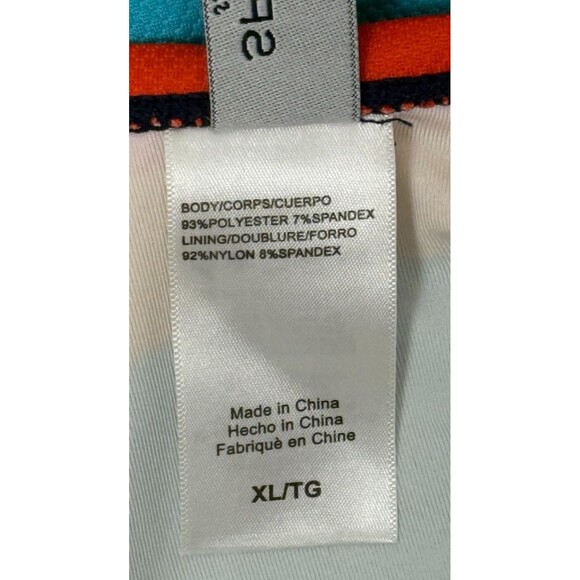 BODY/CORPS/CUERPO
93%POLYESTER 7%SPANDEX
LINING/DOUBLURE/FORRO
92%NYLON 8%SPANDEX
Made in China
Hecho in China
Fabriquè en Chine
XL/TG